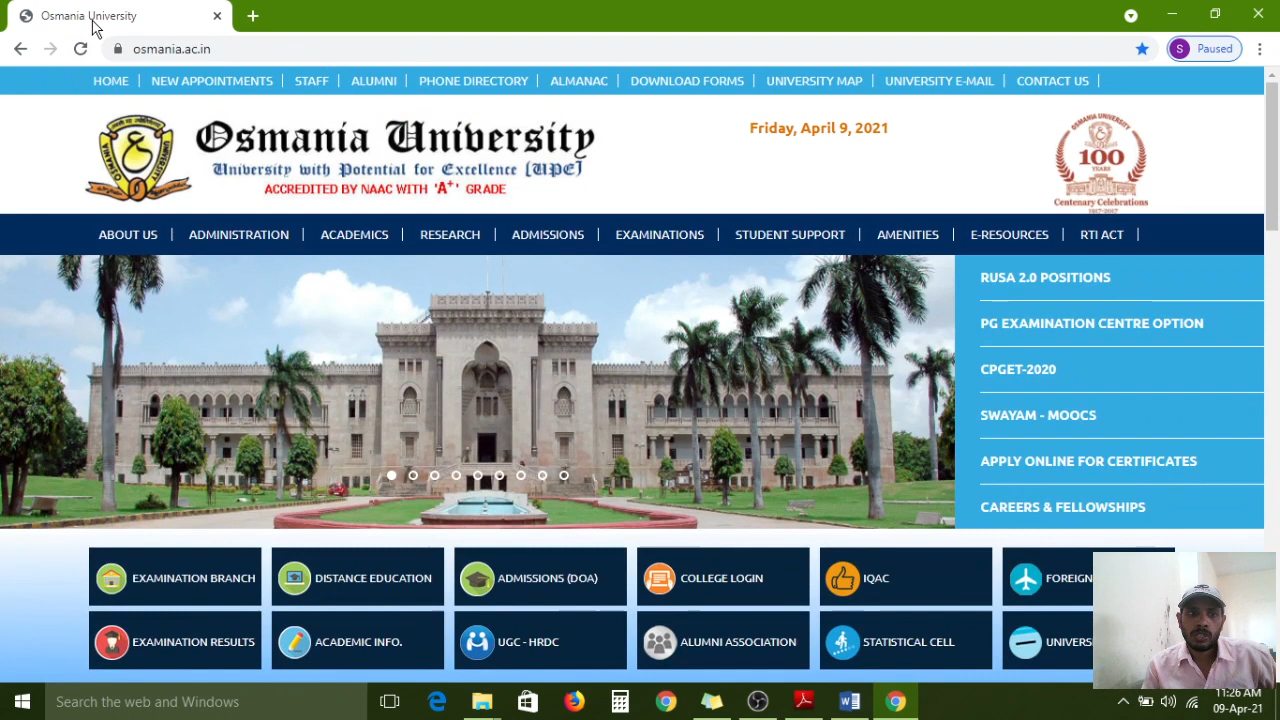 Osmania University
osmania.ac.in
S Paused
HOME NEW APPOINTMENTS STAFF ALUMNI PHONE DIRECTORY ALMANAC DOWNLOAD FORMS UNIVERSITY MAP UNIVERSITY E-MAIL CONTACT US
Osmania University
University with Potential for Excellence [UPE]
ACCREDITED BY NAAC WITH 'A+' GRADE
Friday, April 9, 2021
OSMANIA UNIVERSITY
100
YEARS
Centenary Celebrations
1917-2017
ABOUT US ADMINISTRATION ACADEMICS RESEARCH ADMISSIONS EXAMINATIONS STUDENT SUPPORT AMENITIES E-RESOURCES RTI ACT
RUSA 2.0 POSITIONS
PG EXAMINATION CENTRE OPTION
CPGET-2020
SWAYAM - MOOCS
APPLY ONLINE FOR CERTIFICATES
CAREERS & FELLOWSHIPS
EXAMINATION BRANCH DISTANCE EDUCATION ADMISSIONS (DOA) COLLEGE LOGIN IQAC FOREIGN
EXAMINATION RESULTS ACADEMIC INFO. UGC - HRDC ALUMNI ASSOCIATION STATISTICAL CELL
Search the web and Windows
11:26 AM
09-Apr-21